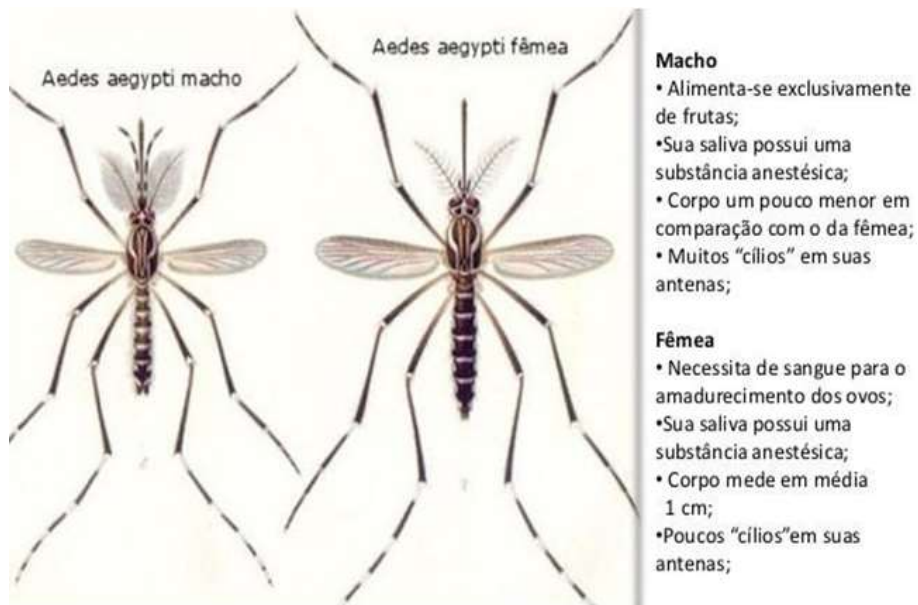 Aedes aegypti macho
Aedes aegypti fêmea
Macho
• Alimenta-se exclusivamente
de frutas;
•Sua saliva possui uma
substância anestésica;
• Corpo um pouco menor em
comparação com o da fêmea;
• Muitos “cílios” em suas
antenas;
Fêmea
• Necessita de sangue para o
amadurecimento dos ovos;
•Sua saliva possui uma
substância anestésica;
• Corpo mede em média
1 cm;
•Poucos “cílios”em suas
antenas;